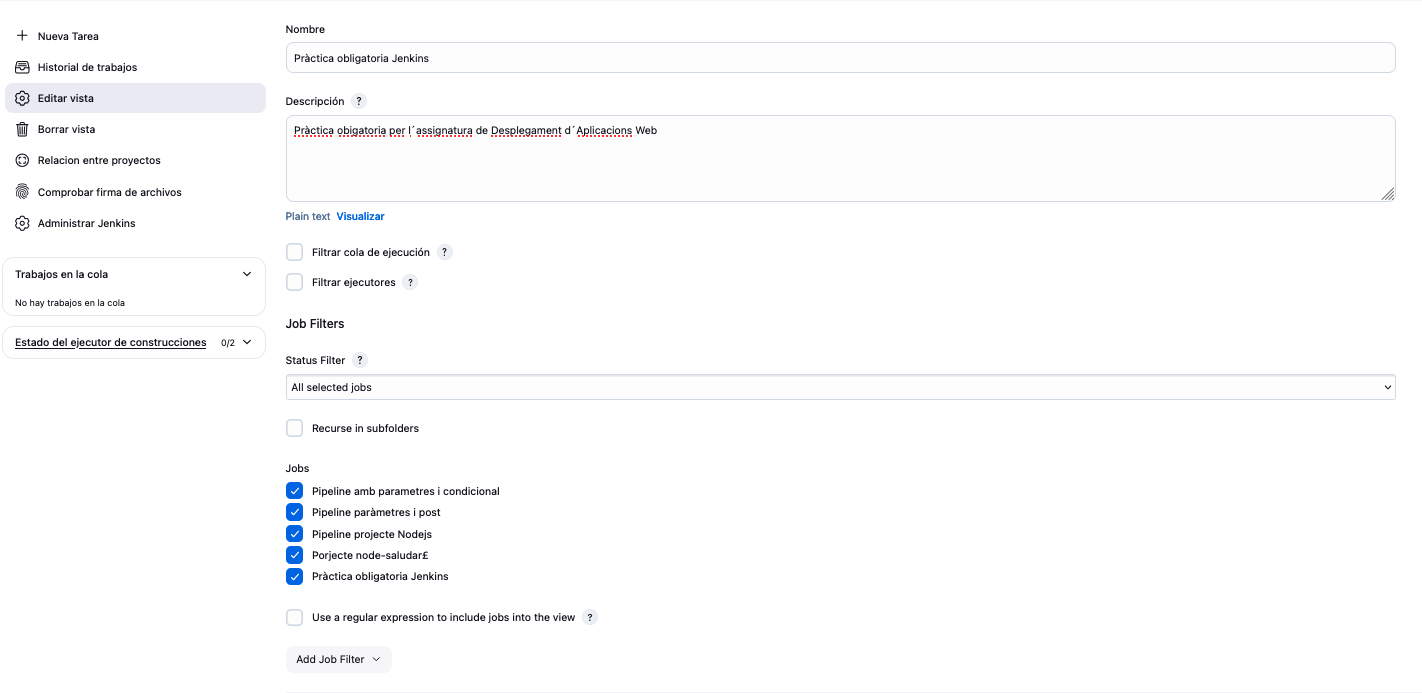 Nueva Tarea
Historial de trabajos
Editar vista
Borrar vista
Relacion entre proyectos
Comprobar firma de archivos
Administrar Jenkins
Trabajos en la cola
No hay trabajos en la cola
Estado del ejecutor de construcciones 0/2
Nombre
Pràctica obligatoria Jenkins
Descripción ?
Pràctica obigatoria per l´assignatura de Desplegament d´Aplicacions Web
Plain text Visualizar
Filtrar cola de ejecución ?
Filtrar ejecutores ?
Job Filters
Status Filter ?
All selected jobs
Recurse in subfolders
Jobs
Pipeline amb parametres i condicional
Pipeline paràmetres i post
Pipeline projecte Nodejs
Porjecte node-saludar£
Pràctica obligatoria Jenkins
Use a regular expression to include jobs into the view ?
Add Job Filter